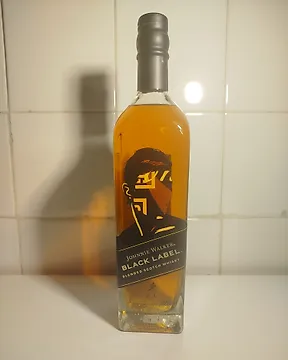 JOHNNIE WALKER.
BLACK LABEL.
BLENDED SCOTCH WHISKY